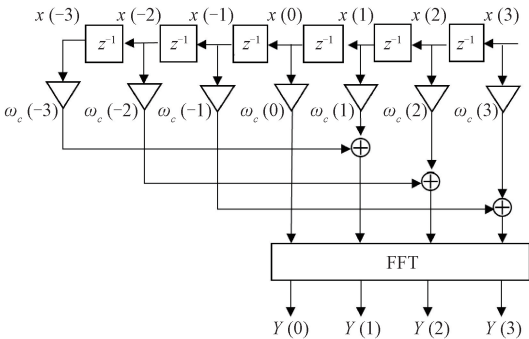 x (−3) x (−2) x (−1) x (0) x (1) x (2) x (3)
z⁻¹ z⁻¹ z⁻¹ z⁻¹ z⁻¹ z⁻¹
ω_c (−3) ω_c (−2) ω_c (−1) ω_c (0) ω_c (1) ω_c (2) ω_c (3)
FFT
Y (0) Y (1) Y (2) Y (3)